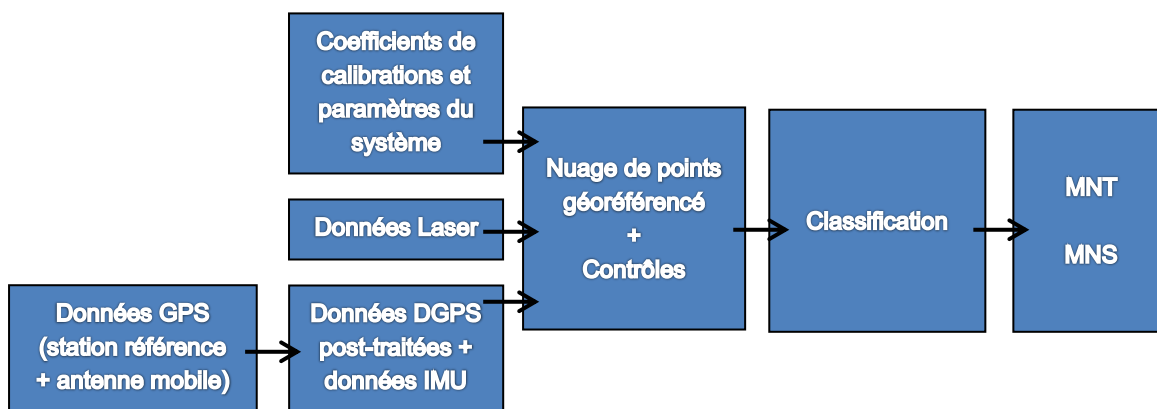 Coefficients de
calibrations et
paramètres du
système
Données Laser
Données GPS
(station référence
+ antenne mobile)
Données DGPS
post-traitées +
données IMU
Nuage de points
géoréférencé
+
Contrôles
Classification
MNT
MNS